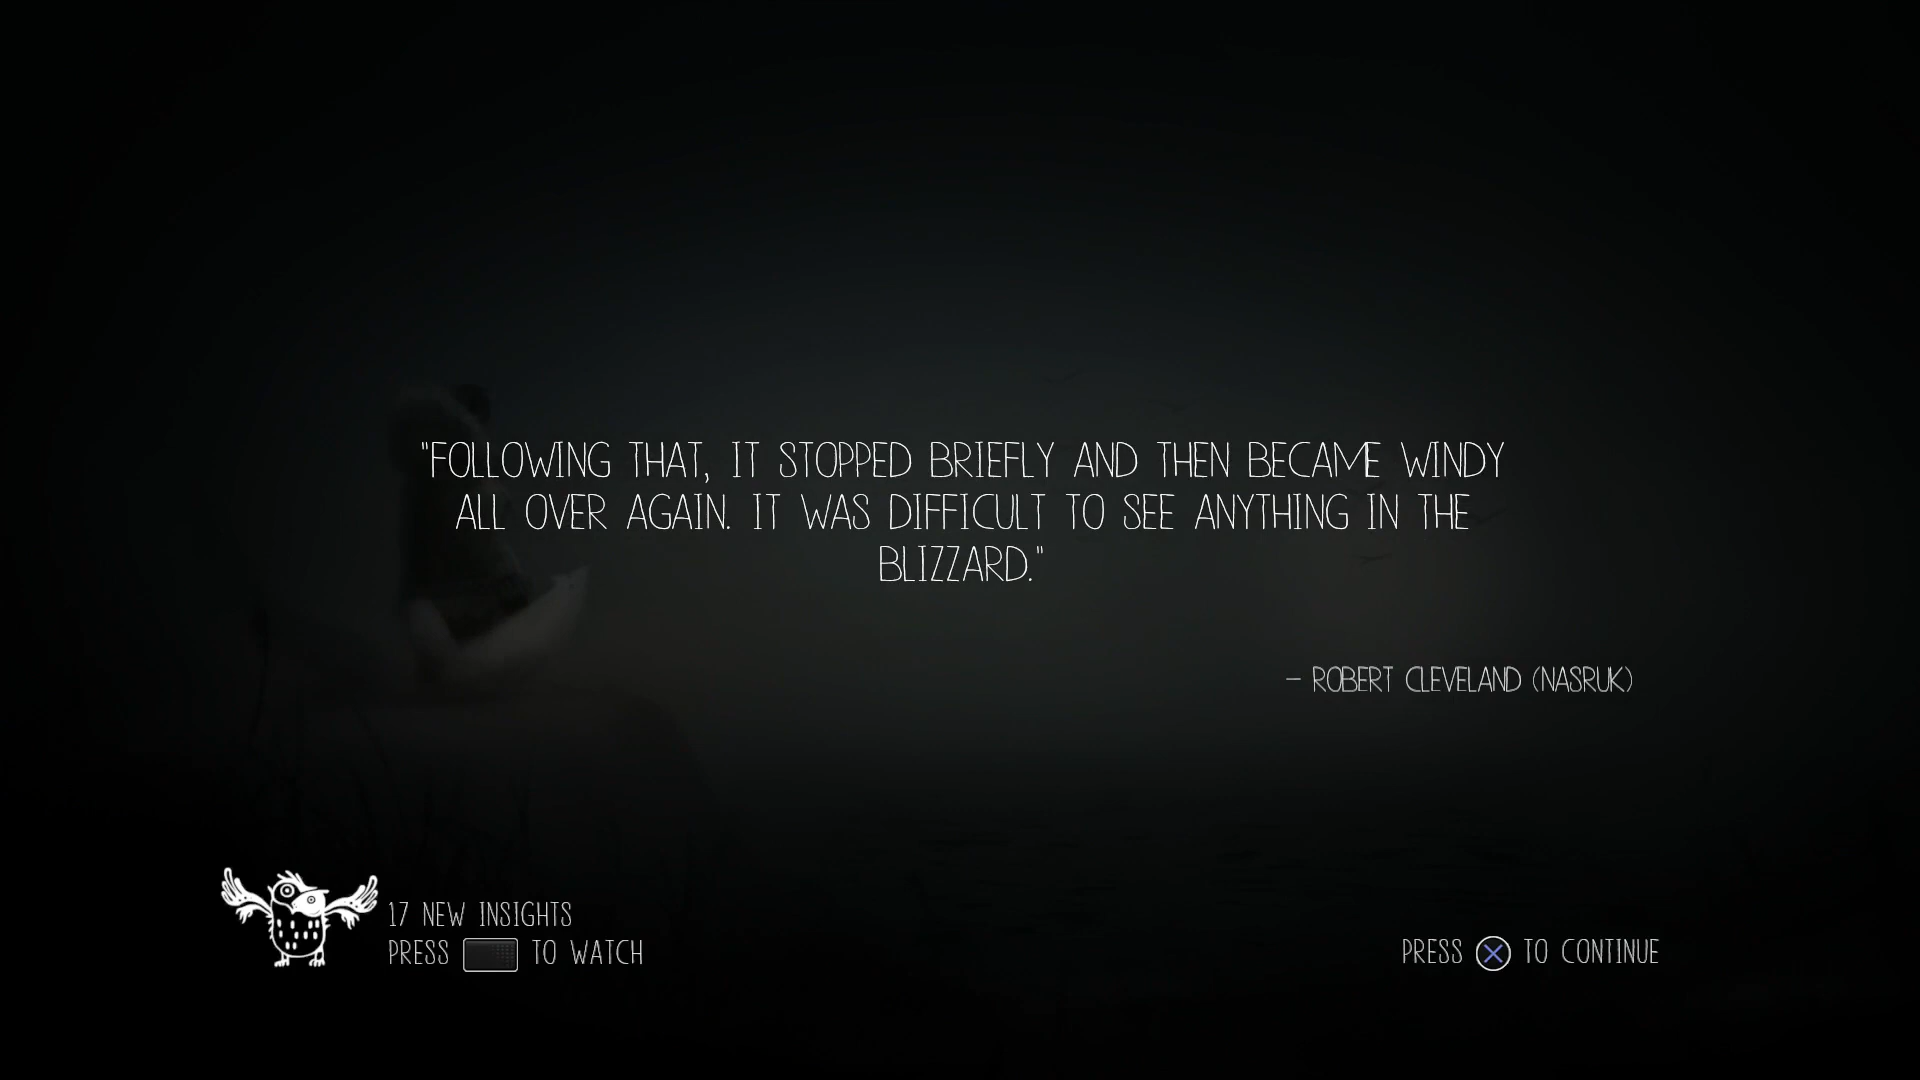 "FOLLOWING THAT, IT STOPPED BRIEFLY AND THEN BECAME WINDY
ALL OVER AGAIN. IT WAS DIFFICULT TO SEE ANYTHING IN THE
BLIZZARD."
– ROBERT CLEVELAND (NASRUK)
17 NEW INSIGHTS
PRESS TO WATCH
PRESS TO CONTINUE